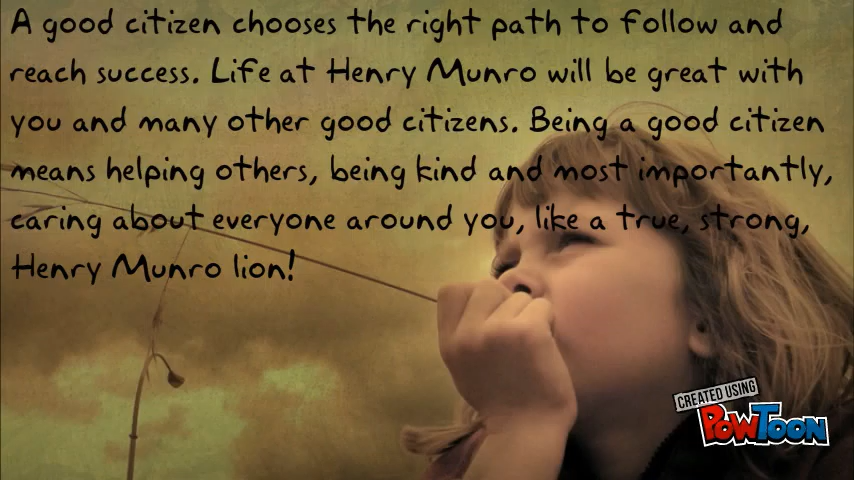 A good citizen chooses the right path to follow and
reach success. Life at Henry Munro will be great with
you and many other good citizens. Being a good citizen
means helping others, being kind and most importantly,
caring about everyone around you, like a true, strong,
Henry Munro lion!
CREATED USING
POWTOON